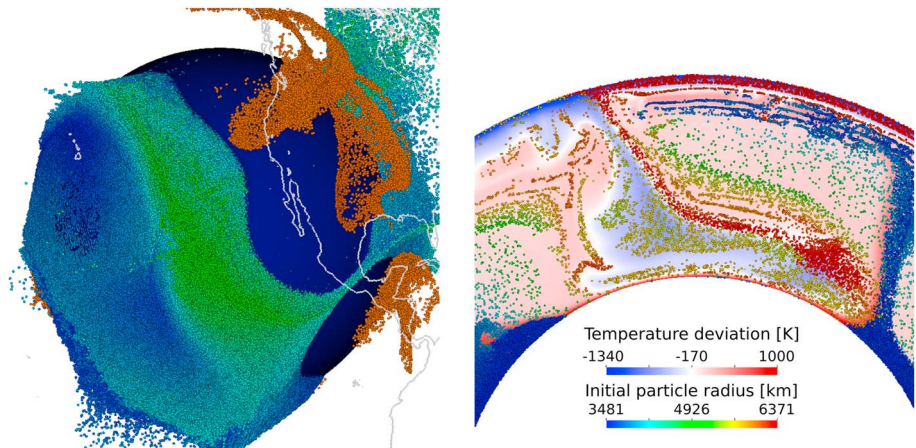 Temperature deviation [K]
-1340 -170 1000
Initial particle radius [km]
3481 4926 6371